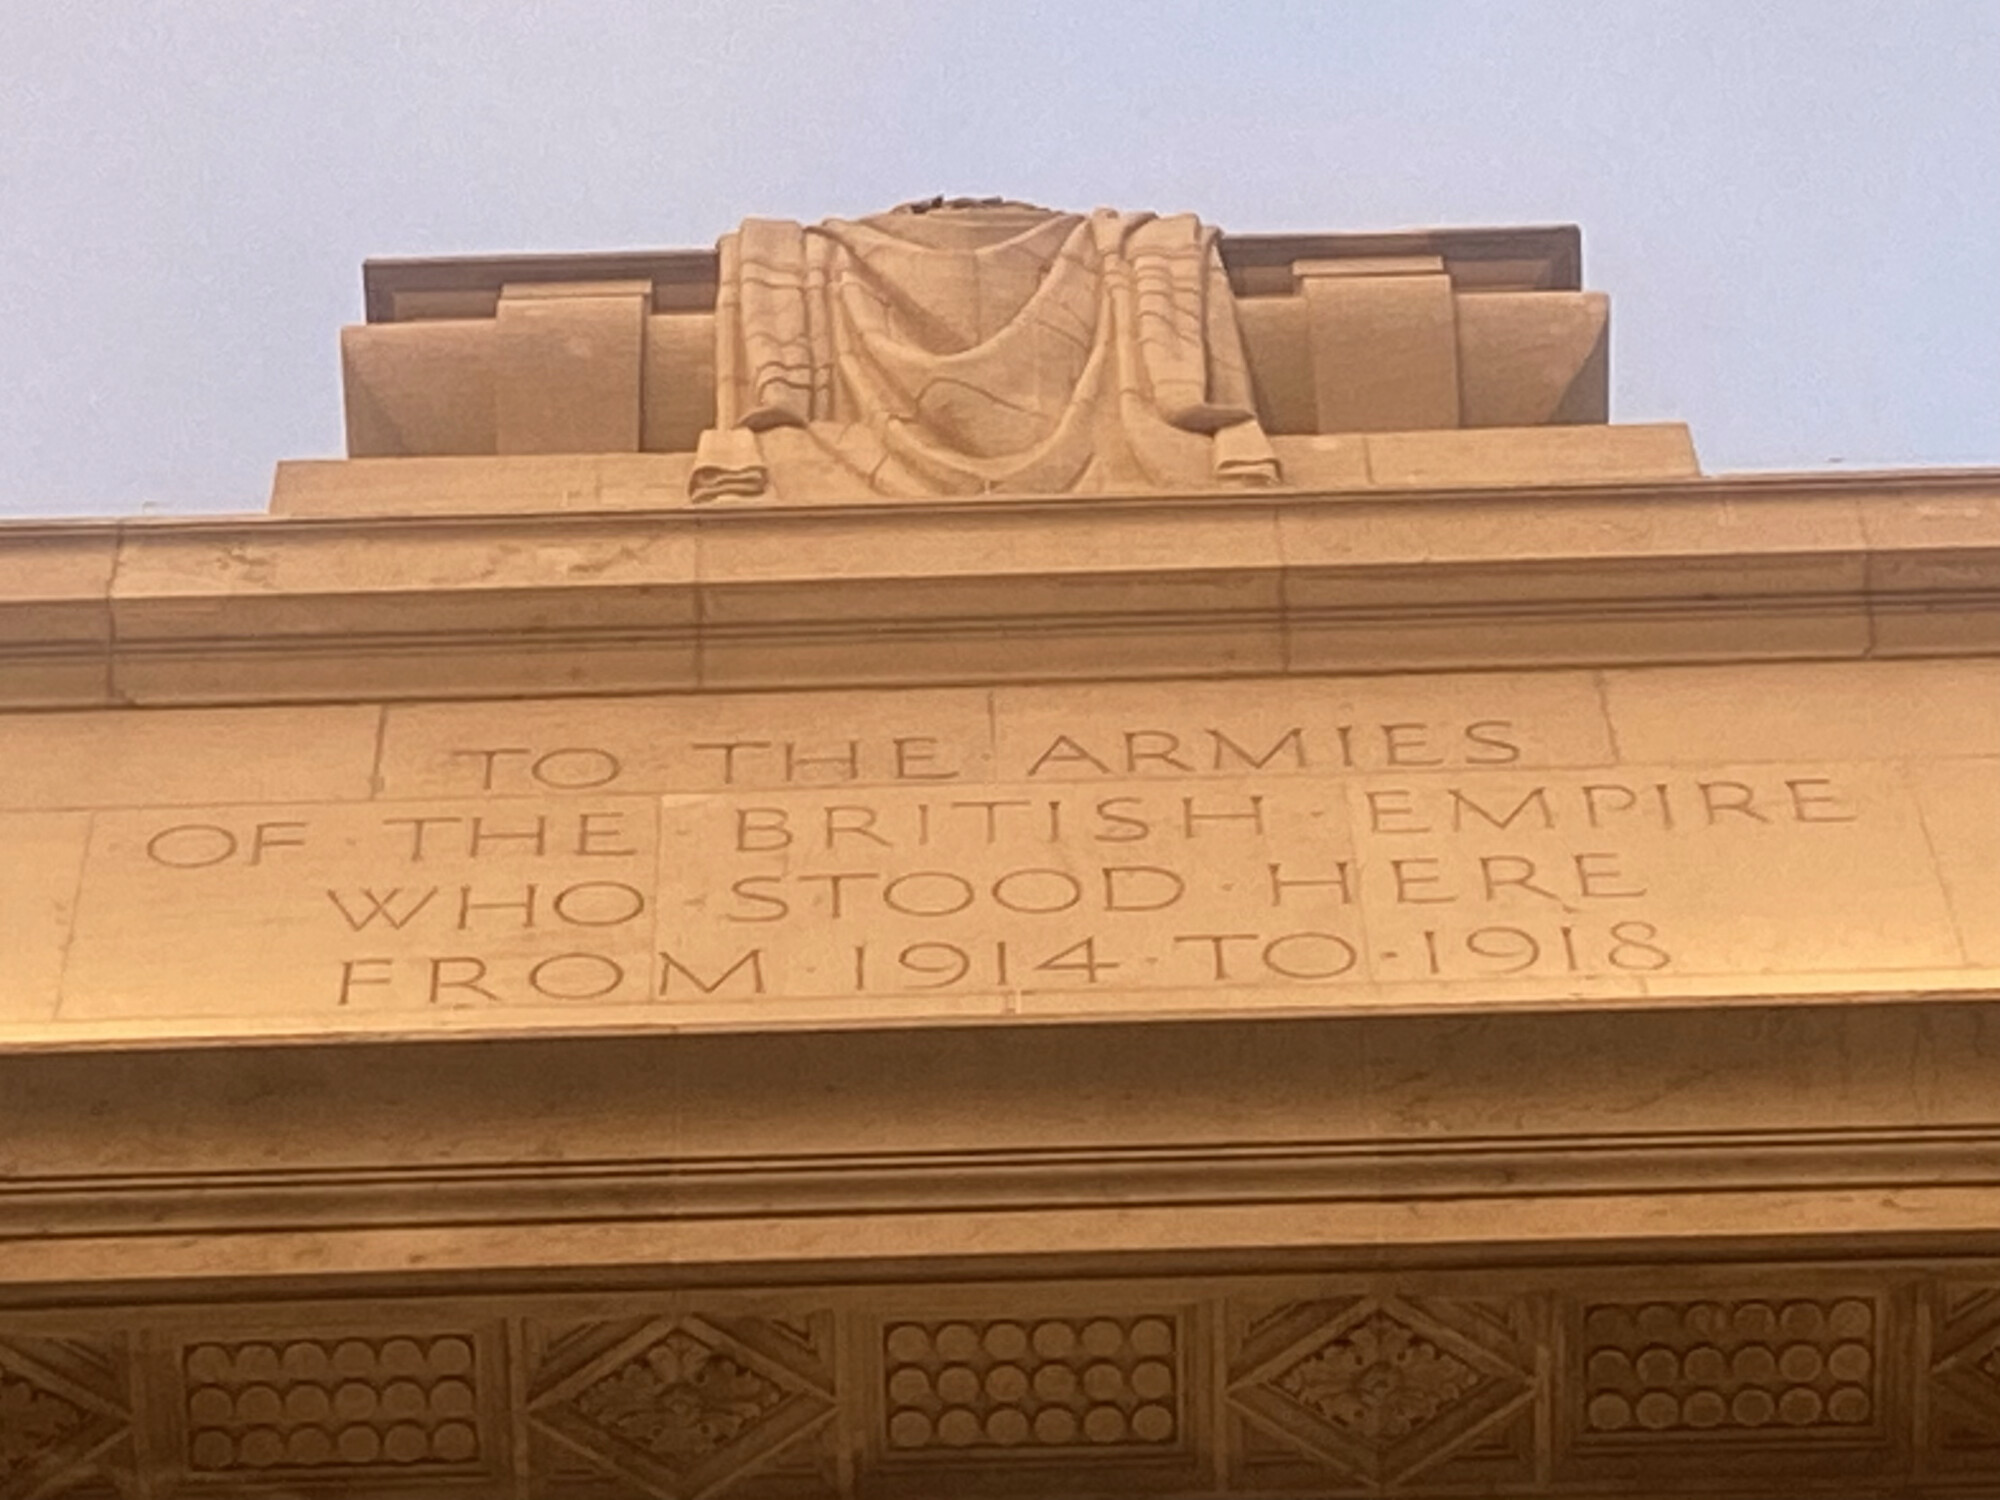 TO · THE · ARMIES
OF · THE · BRITISH · EMPIRE
WHO · STOOD · HERE
FROM · 1914 · TO · 1918